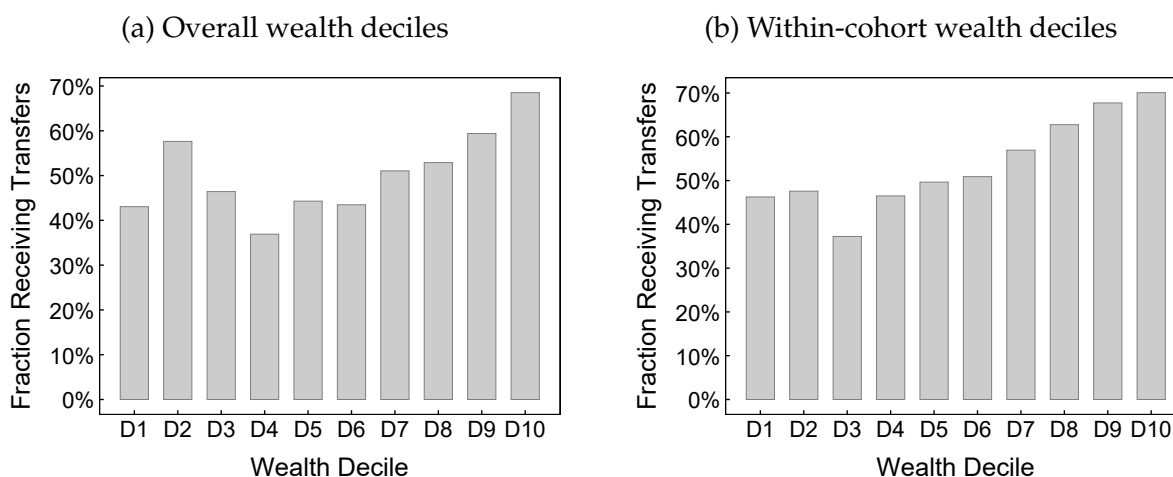 (a) Overall wealth deciles
Fraction Receiving Transfers
70%
60%
50%
40%
30%
20%
10%
0%
D1 D2 D3 D4 D5 D6 D7 D8 D9 D10
Wealth Decile
(b) Within-cohort wealth deciles
Fraction Receiving Transfers
70%
60%
50%
40%
30%
20%
10%
0%
D1 D2 D3 D4 D5 D6 D7 D8 D9 D10
Wealth Decile